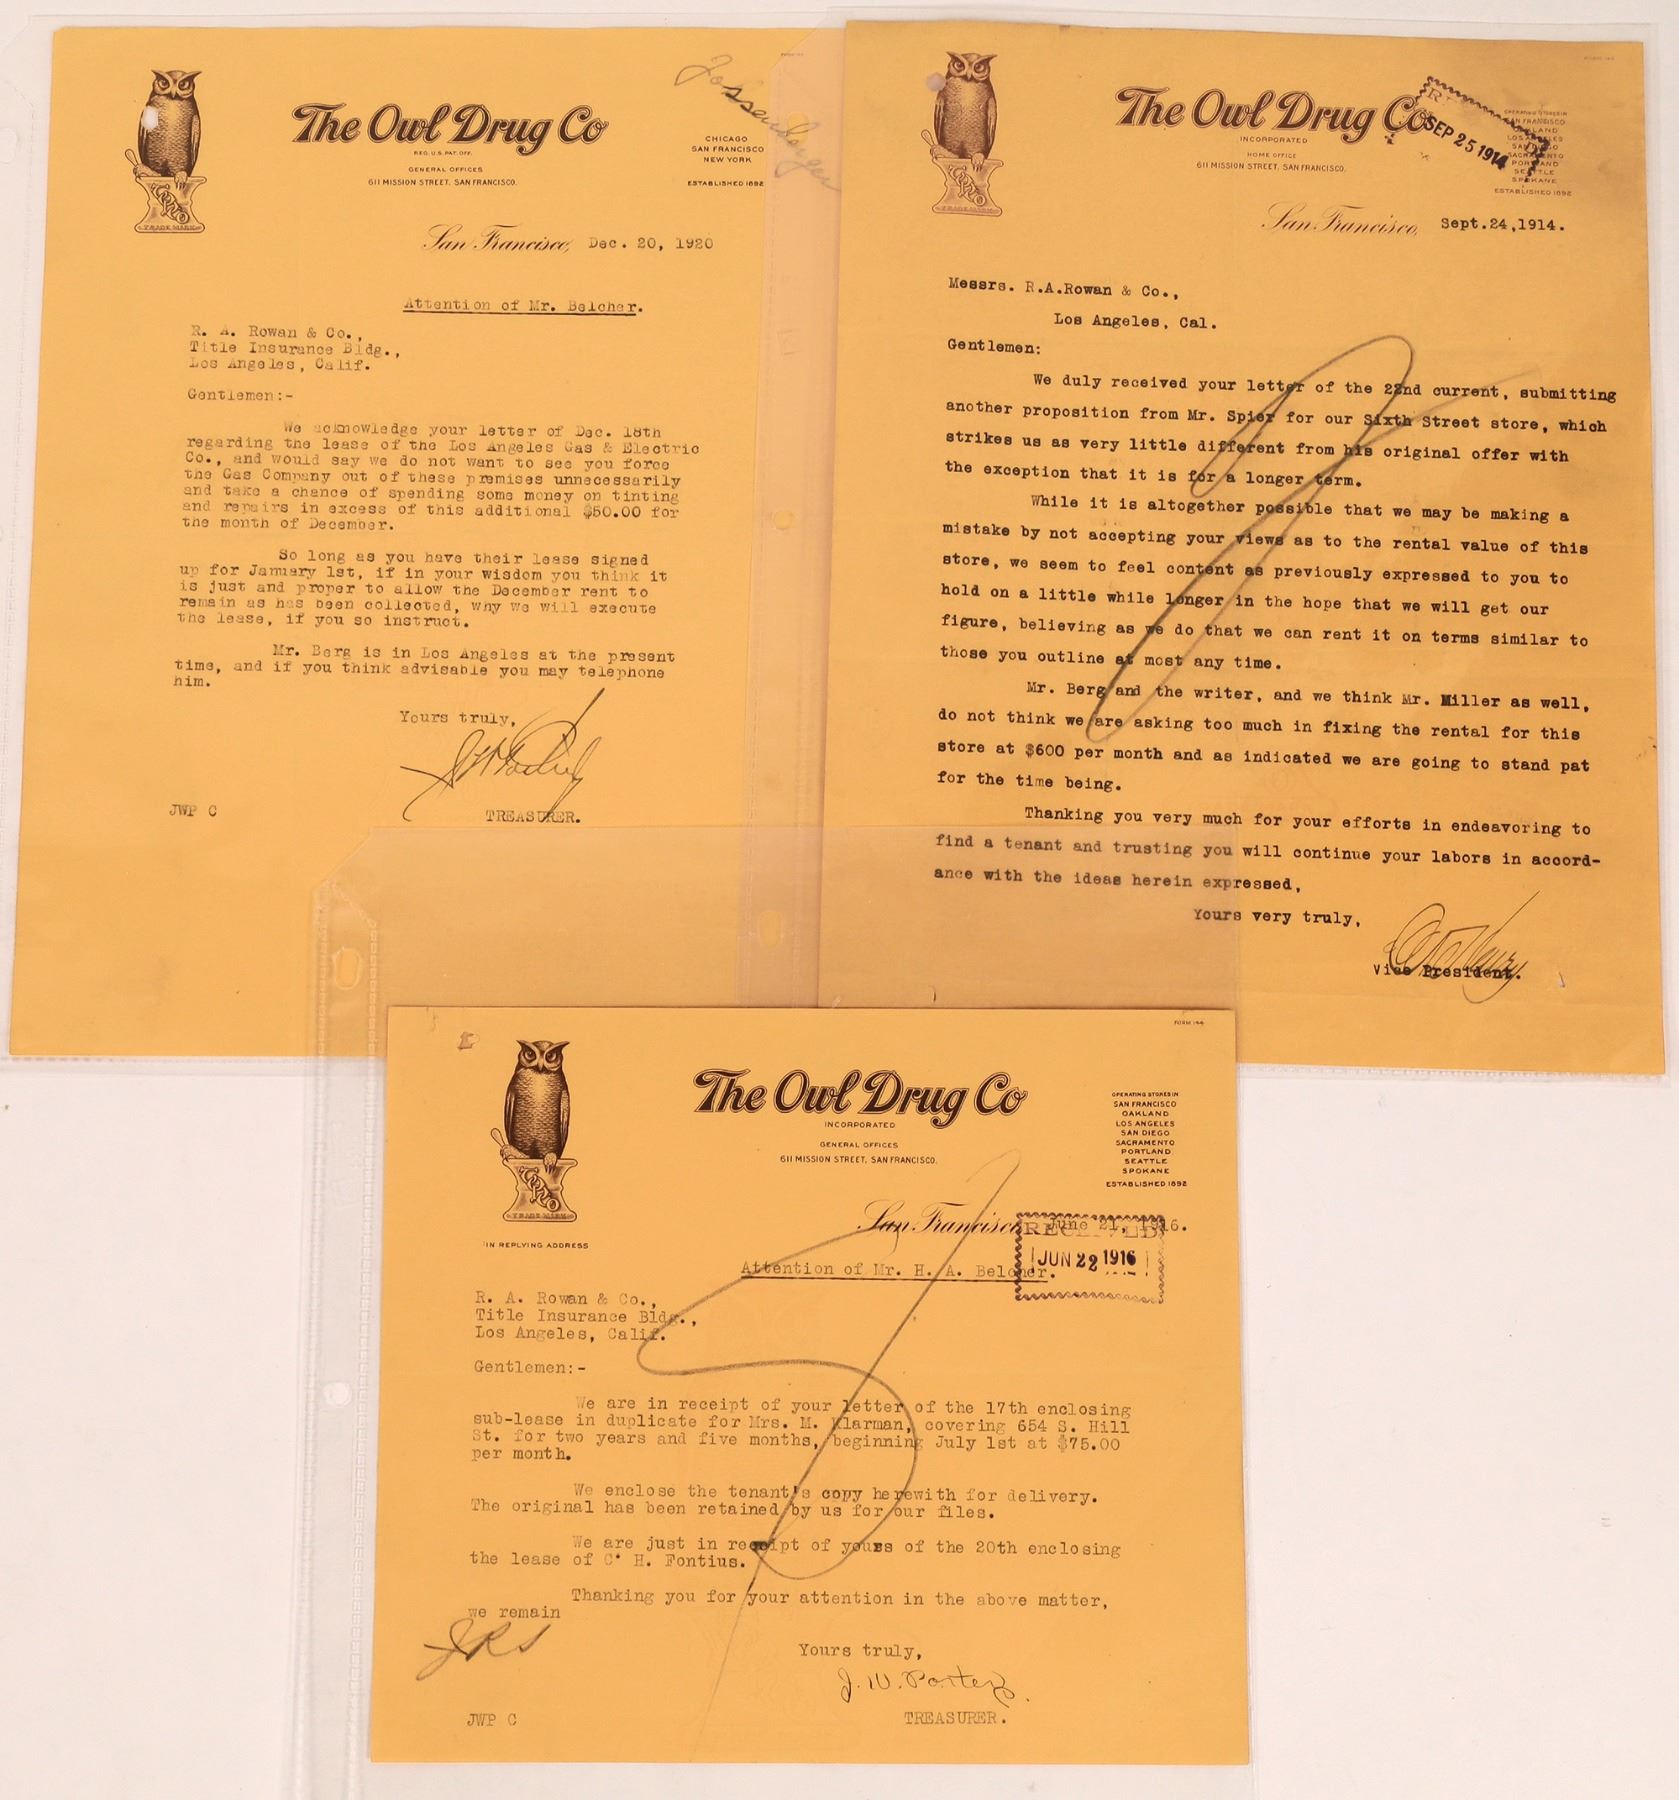 The Owl Drug Co
REG. U.S. PAT. OFF.
GENERAL OFFICES
611 MISSION STREET, SAN FRANCISCO.
CHICAGO
SAN FRANCISCO
NEW YORK
ESTABLISHED 1892
TRADE MARK
San Francisco, Dec. 20, 1920
Attention of Mr. Belcher.
R. A. Rowan & Co.,
Title Insurance Bldg.,
Los Angeles, Calif.
Gentlemen:-
We acknowledge your letter of Dec. 18th
regarding the lease of the Los Angeles Gas & Electric
Co., and would say we do not want to see you force
the Gas Company out of these premises unnecessarily
and take a chance of spending some money on tinting
and repairs in excess of this additional $50.00 for
the month of December.
So long as you have their lease signed
up for January 1st, if in your wisdom you think it
is just and proper to allow the December rent to
remain as has been collected, why we will execute
the lease, if you so instruct.
Mr. Berg is in Los Angeles at the present
time, and if you think advisable you may telephone
him.
Yours truly,
JWP C
TREASURER.
The Owl Drug Co
INCORPORATED
HOME OFFICE
611 MISSION STREET, SAN FRANCISCO.
OPERATING STORES IN
SAN FRANCISCO
OAKLAND
LOS ANGELES
SAN DIEGO
SACRAMENTO
PORTLAND
SEATTLE
SPOKANE
ESTABLISHED 1892
SEP 25 1914
TRADE MARK
San Francisco, Sept.24,1914.
Messrs. R.A.Rowan & Co.,
Los Angeles, Cal.
Gentlemen:
We duly received your letter of the 22nd current, submitting
another proposition from Mr. Spier for our Sixth Street store, which
strikes us as very little different from his original offer with
the exception that it is for a longer term.
While it is altogether possible that we may be making a
mistake by not accepting your views as to the rental value of this
store, we seem to feel content as previously expressed to you to
hold on a little while longer in the hope that we will get our
figure, believing as we do that we can rent it on terms similar to
those you outline at most any time.
Mr. Berg and the writer, and we think Mr. Miller as well,
do not think we are asking too much in fixing the rental for this
store at $600 per month and as indicated we are going to stand pat
for the time being.
Thanking you very much for your efforts in endeavoring to
find a tenant and trusting you will continue your labors in accord-
ance with the ideas herein expressed,
Yours very truly,
Vice President.
FORM 144
The Owl Drug Co
INCORPORATED
GENERAL OFFICES
611 MISSION STREET, SAN FRANCISCO.
OPERATING STORES IN
SAN FRANCISCO
OAKLAND
LOS ANGELES
SAN DIEGO
SACRAMENTO
PORTLAND
SEATTLE
SPOKANE
ESTABLISHED 1892
TRADE MARK
IN REPLYING ADDRESS
San Francisco, June 21, 1916.
RECEIVED
JUN 22 1916
Attention of Mr. H. A. Belcher.
R. A. Rowan & Co.,
Title Insurance Bldg.,
Los Angeles, Calif.
Gentlemen:-
We are in receipt of your letter of the 17th enclosing
sub-lease in duplicate for Mrs. M. Klarman, covering 654 S. Hill
St. for two years and five months, beginning July 1st at $75.00
per month.
We enclose the tenant's copy herewith for delivery.
The original has been retained by us for our files.
We are just in receipt of yours of the 20th enclosing
the lease of C. H. Fontius.
Thanking you for your attention in the above matter,
we remain
Yours truly,
J. W. Porter
JWP C
TREASURER.